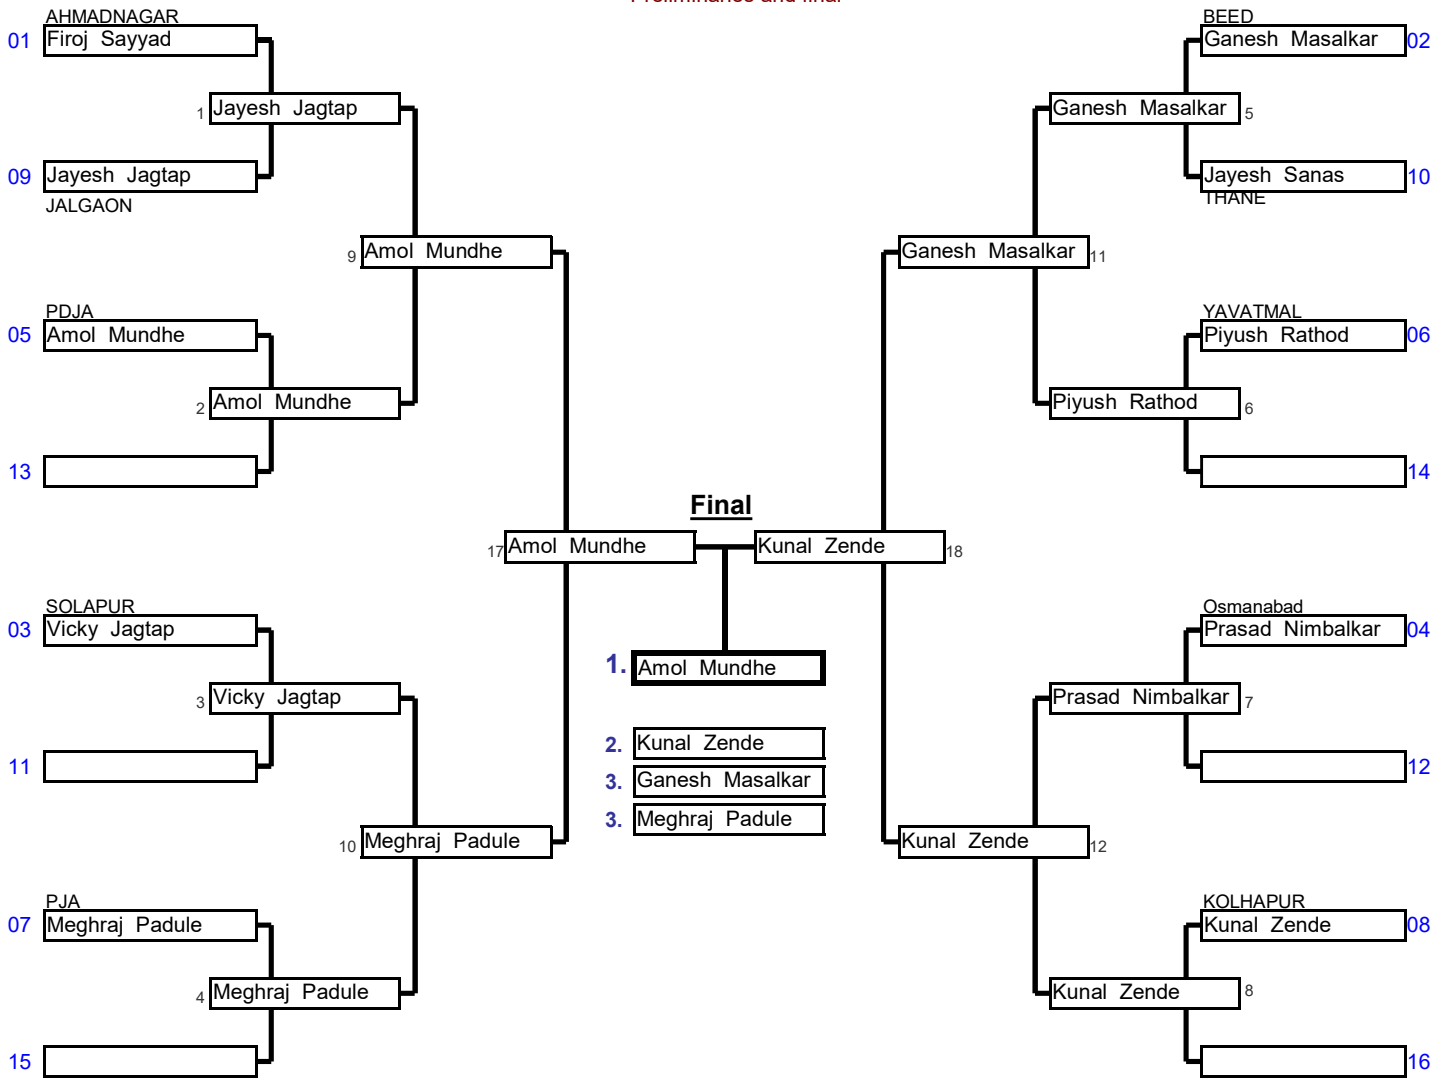 Preliminaries and final
AHMADNAGAR
01 Firoj Sayyad
1 Jayesh Jagtap
09 Jayesh Jagtap
JALGAON
9 Amol Mundhe
PDJA
05 Amol Mundhe
2 Amol Mundhe
13
17 Amol Mundhe
SOLAPUR
03 Vicky Jagtap
3 Vicky Jagtap
11
10 Meghraj Padule
PJA
07 Meghraj Padule
4 Meghraj Padule
15
Final
1. Amol Mundhe
2. Kunal Zende
3. Ganesh Masalkar
3. Meghraj Padule
BEED
Ganesh Masalkar 02
Ganesh Masalkar 5
Jayesh Sanas 10
THANE
Ganesh Masalkar 11
YAVATMAL
Piyush Rathod 06
Piyush Rathod 6
14
Kunal Zende 18
Osmanabad
Prasad Nimbalkar 04
Prasad Nimbalkar 7
12
Kunal Zende 12
KOLHAPUR
Kunal Zende 08
Kunal Zende 8
16